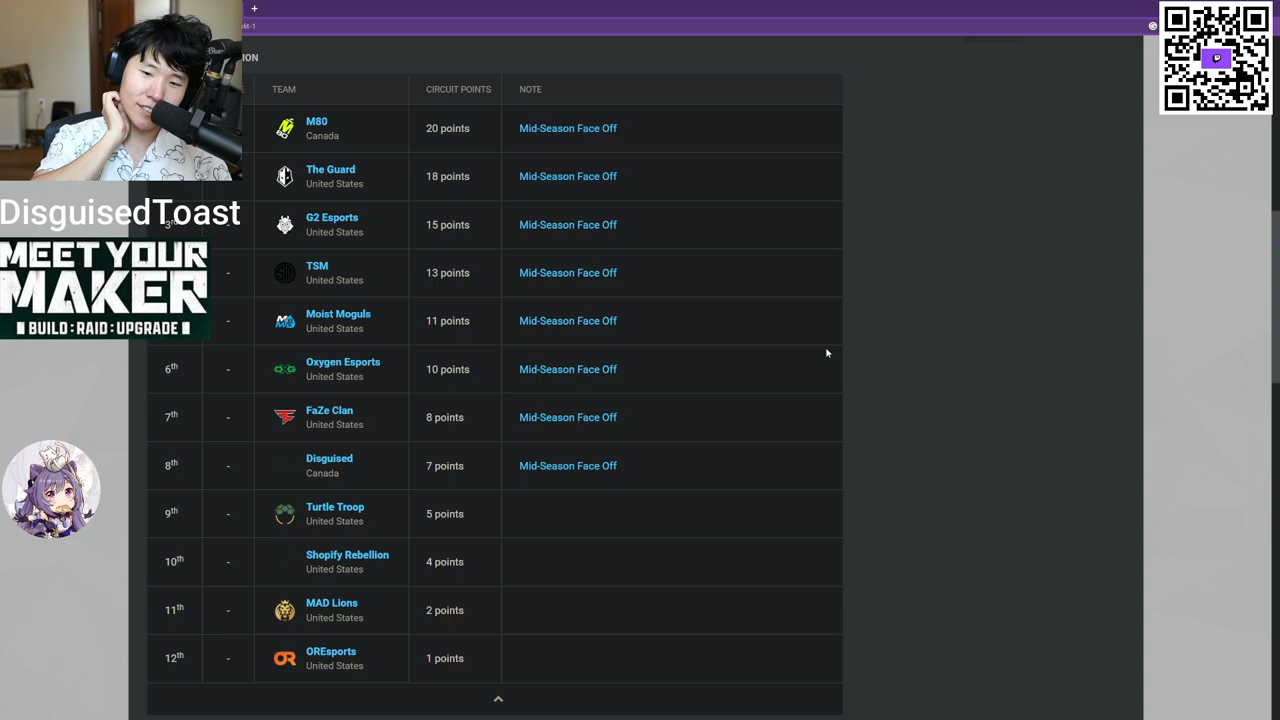 +
lit-1
ION
TEAM CIRCUIT POINTS NOTE
M80
Canada
20 points Mid-Season Face Off
The Guard
United States
18 points Mid-Season Face Off
DisguisedToast
3rd - G2 Esports
United States
15 points Mid-Season Face Off
MEET YOUR
MAKER
BUILD : RAID : UPGRADE
- TSM
United States
13 points Mid-Season Face Off
- Moist Moguls
United States
11 points Mid-Season Face Off
6th - Oxygen Esports
United States
10 points Mid-Season Face Off
7th - FaZe Clan
United States
8 points Mid-Season Face Off
8th - Disguised
Canada
7 points Mid-Season Face Off
9th - Turtle Troop
United States
5 points
10th - Shopify Rebellion
United States
4 points
11th - MAD Lions
United States
2 points
12th - OREsports
United States
1 points